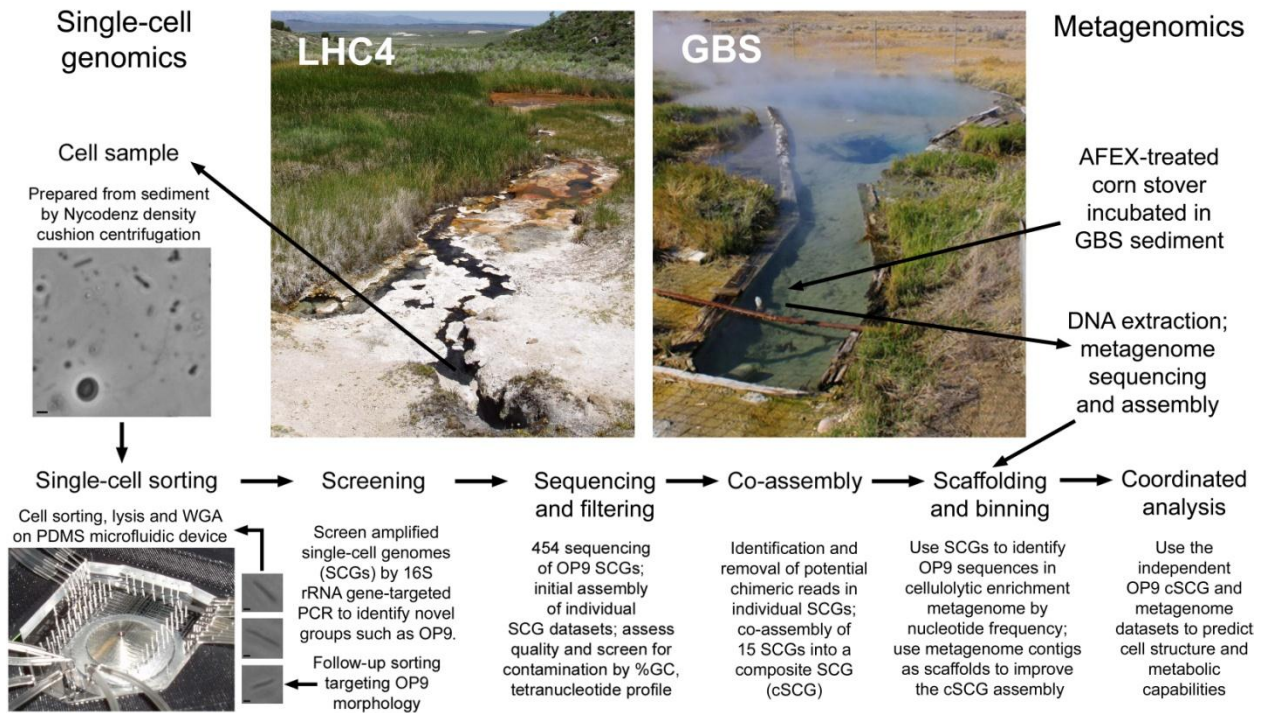 Single-cell
genomics
LHC4
GBS
Metagenomics
Cell sample
Prepared from sediment
by Nycodenz density
cushion centrifugation
AFEX-treated
corn stover
incubated in
GBS sediment
DNA extraction;
metagenome
sequencing
and assembly
Single-cell sorting
Cell sorting, lysis and WGA
on PDMS microfluidic device
Screening
Screen amplified
single-cell genomes
(SCGs) by 16S
rRNA gene-targeted
PCR to identify novel
groups such as OP9.
Follow-up sorting
targeting OP9
morphology
Sequencing
and filtering
454 sequencing
of OP9 SCGs;
initial assembly
of individual
SCG datasets; assess
quality and screen for
contamination by %GC,
tetranucleotide profile
Co-assembly
Identification and
removal of potential
chimeric reads in
individual SCGs;
co-assembly of
15 SCGs into a
composite SCG
(cSCG)
Scaffolding
and binning
Use SCGs to identify
OP9 sequences in
cellulolytic enrichment
metagenome by
nucleotide frequency;
use metagenome contigs
as scaffolds to improve
the cSCG assembly
Coordinated
analysis
Use the
independent
OP9 cSCG and
metagenome
datasets to predict
cell structure and
metabolic
capabilities